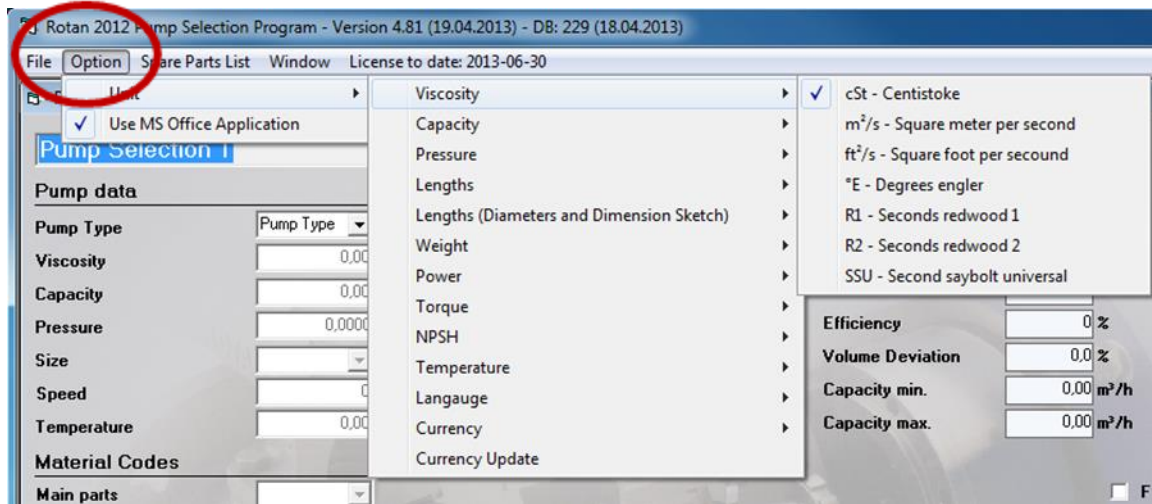 Rotan 2012 Pump Selection Program - Version 4.81 (19.04.2013) - DB: 229 (18.04.2013)
File Option Spare Parts List Window License to date: 2013-06-30
Unit
✓ Use MS Office Application
Viscosity
Capacity
Pressure
Lengths
Lengths (Diameters and Dimension Sketch)
Weight
Power
Torque
NPSH
Temperature
Langauge
Currency
Currency Update
✓ cSt - Centistoke
m²/s - Square meter per second
ft²/s - Square foot per secound
°E - Degrees engler
R1 - Seconds redwood 1
R2 - Seconds redwood 2
SSU - Second saybolt universal
Pump Selection 1
Pump data
Pump Type Pump Type
Viscosity 0,00
Capacity 0,00
Pressure 0,0000
Size
Speed 0
Temperature 0,00
Material Codes
Main parts
Efficiency 0 %
Volume Deviation 0,0 %
Capacity min. 0,00 m³/h
Capacity max. 0,00 m³/h
F